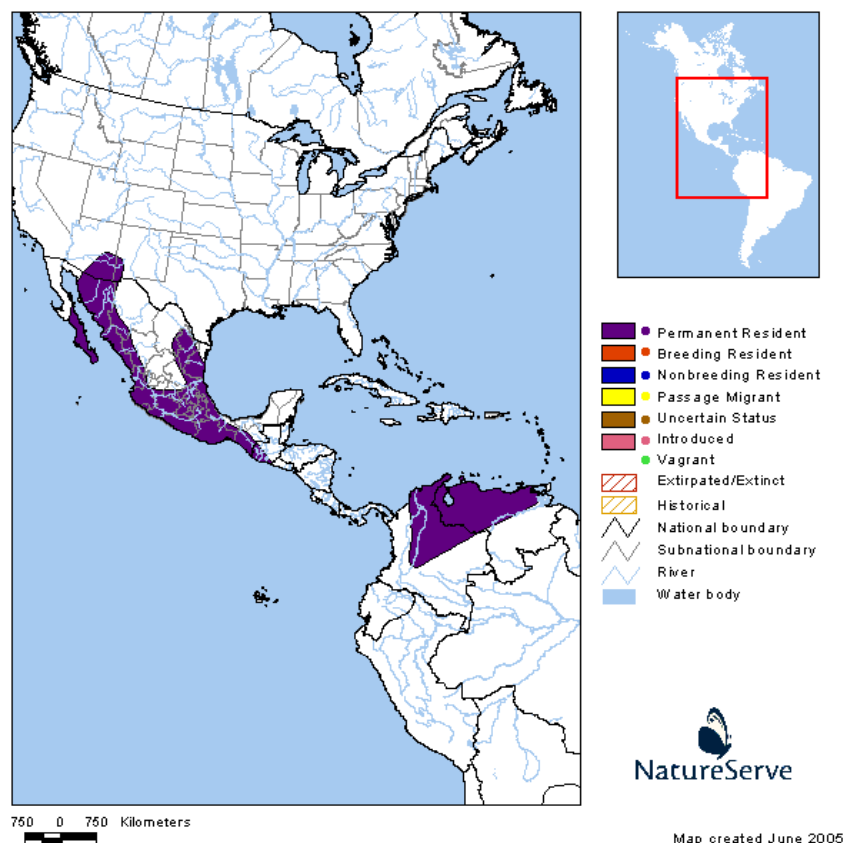 Permanent Resident
Breeding Resident
Nonbreeding Resident
Passage Migrant
Uncertain Status
Introduced
Vagrant
Extirpated/Extinct
Historical
National boundary
Subnational boundary
River
Water body
NatureServe
750 0 750 Kilometers
Map created June 2005